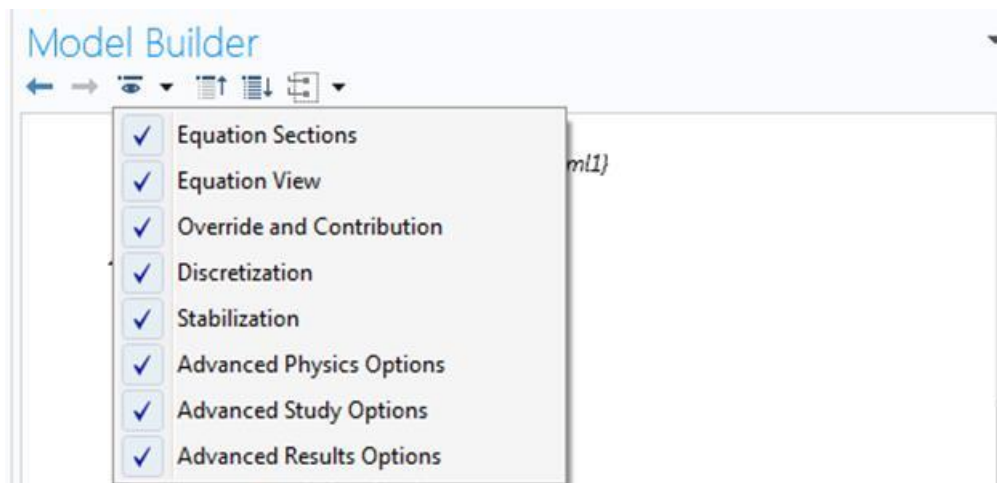 Model Builder
Equation Sections
ml1}
Equation View
Override and Contribution
Discretization
Stabilization
Advanced Physics Options
Advanced Study Options
Advanced Results Options